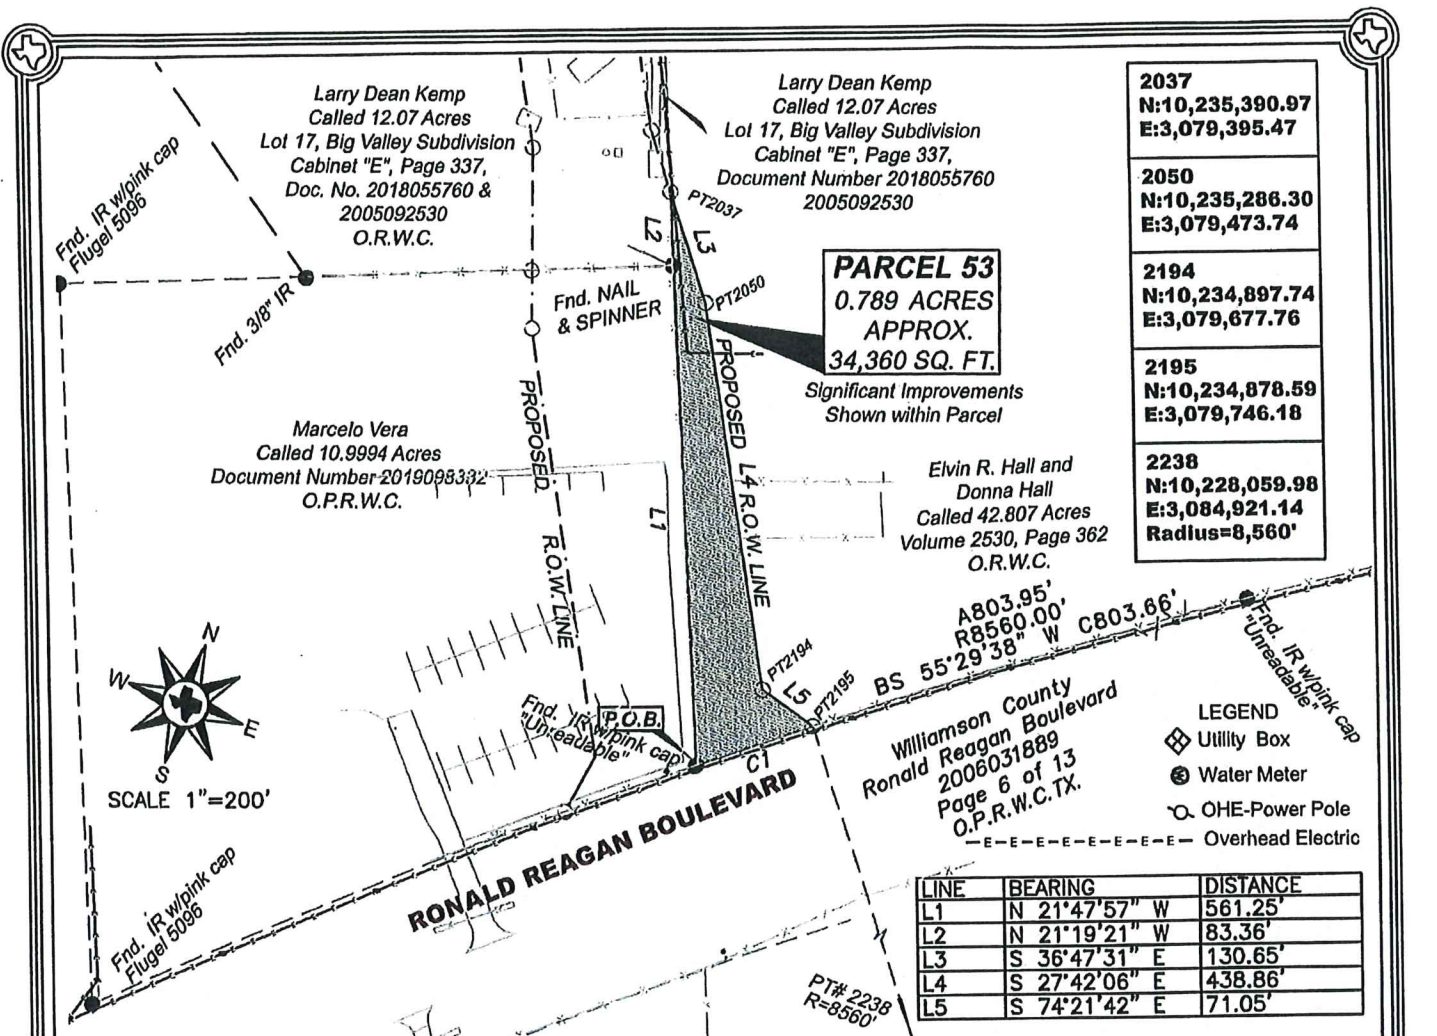 Larry Dean Kemp
Called 12.07 Acres
Lot 17, Big Valley Subdivision
Cabinet "E", Page 337,
Doc. No. 2018055760 &
2005092530
O.R.W.C.
Larry Dean Kemp
Called 12.07 Acres
Lot 17, Big Valley Subdivision
Cabinet "E", Page 337,
Document Number 2018055760
2005092530
2037
N:10,235,390.97
E:3,079,395.47
2050
N:10,235,286.30
E:3,079,473.74
2194
N:10,234,897.74
E:3,079,677.76
2195
N:10,234,878.59
E:3,079,746.18
2238
N:10,228,059.98
E:3,084,921.14
Radius=8,560'
Fnd. IR w/pink cap
Flugel 5096
Fnd. 3/8" IR
Fnd. NAIL
& SPINNER
PT2037
L2
L3
PT2050
PARCEL 53
0.789 ACRES
APPROX.
34,360 SQ. FT.
Significant Improvements
Shown within Parcel
Marcelo Vera
Called 10.9994 Acres
Document Number 2019098332
O.P.R.W.C.
PROPOSED R.O.W. LINE
L1
PROPOSED L4 R.O.W. LINE
Elvin R. Hall and
Donna Hall
Called 42.807 Acres
Volume 2530, Page 362
O.R.W.C.
A803.95'
R8560.00'
BS 55°29'38" W C803.66'
Fnd. IR w/pink cap
"Unreadable"
PT2194
L5
PT2195
N
W
E
S
SCALE 1"=200'
P.O.B.
Fnd. IR w/pink cap
"Unreadable"
C1
RONALD REAGAN BOULEVARD
Williamson County
Ronald Reagan Boulevard
2006031889
Page 6 of 13
O.P.R.W.C.TX.
LEGEND
Utility Box
Water Meter
OHE-Power Pole
E-E-E-E-E-E-E Overhead Electric
Fnd. IR w/pink cap
Flugel 5096
PT# 2238
R=8560'
LINE BEARING DISTANCE
L1 N 21°47'57" W 561.25'
L2 N 21°19'21" W 83.36'
L3 S 36°47'31" E 130.65'
L4 S 27°42'06" E 438.86'
L5 S 74°21'42" E 71.05'